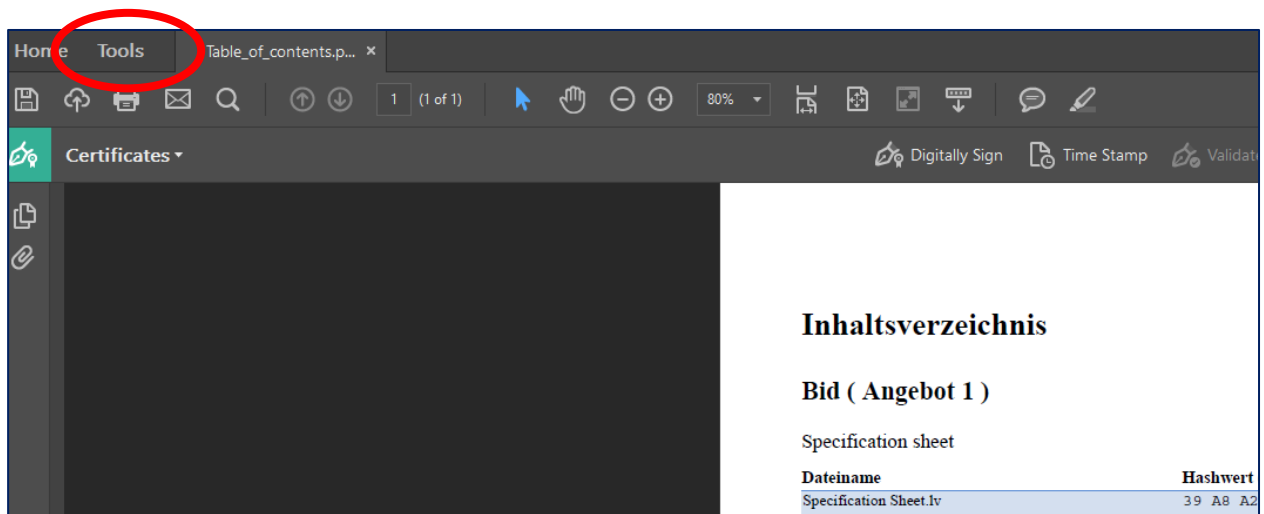 Home Tools Table_of_contents.p... ×
1 (1 of 1) 80%
Certificates Digitally Sign Time Stamp Validate
Inhaltsverzeichnis
Bid ( Angebot 1 )
Specification sheet
Dateiname Hashwert
Specification Sheet.lv 39 A8 A2